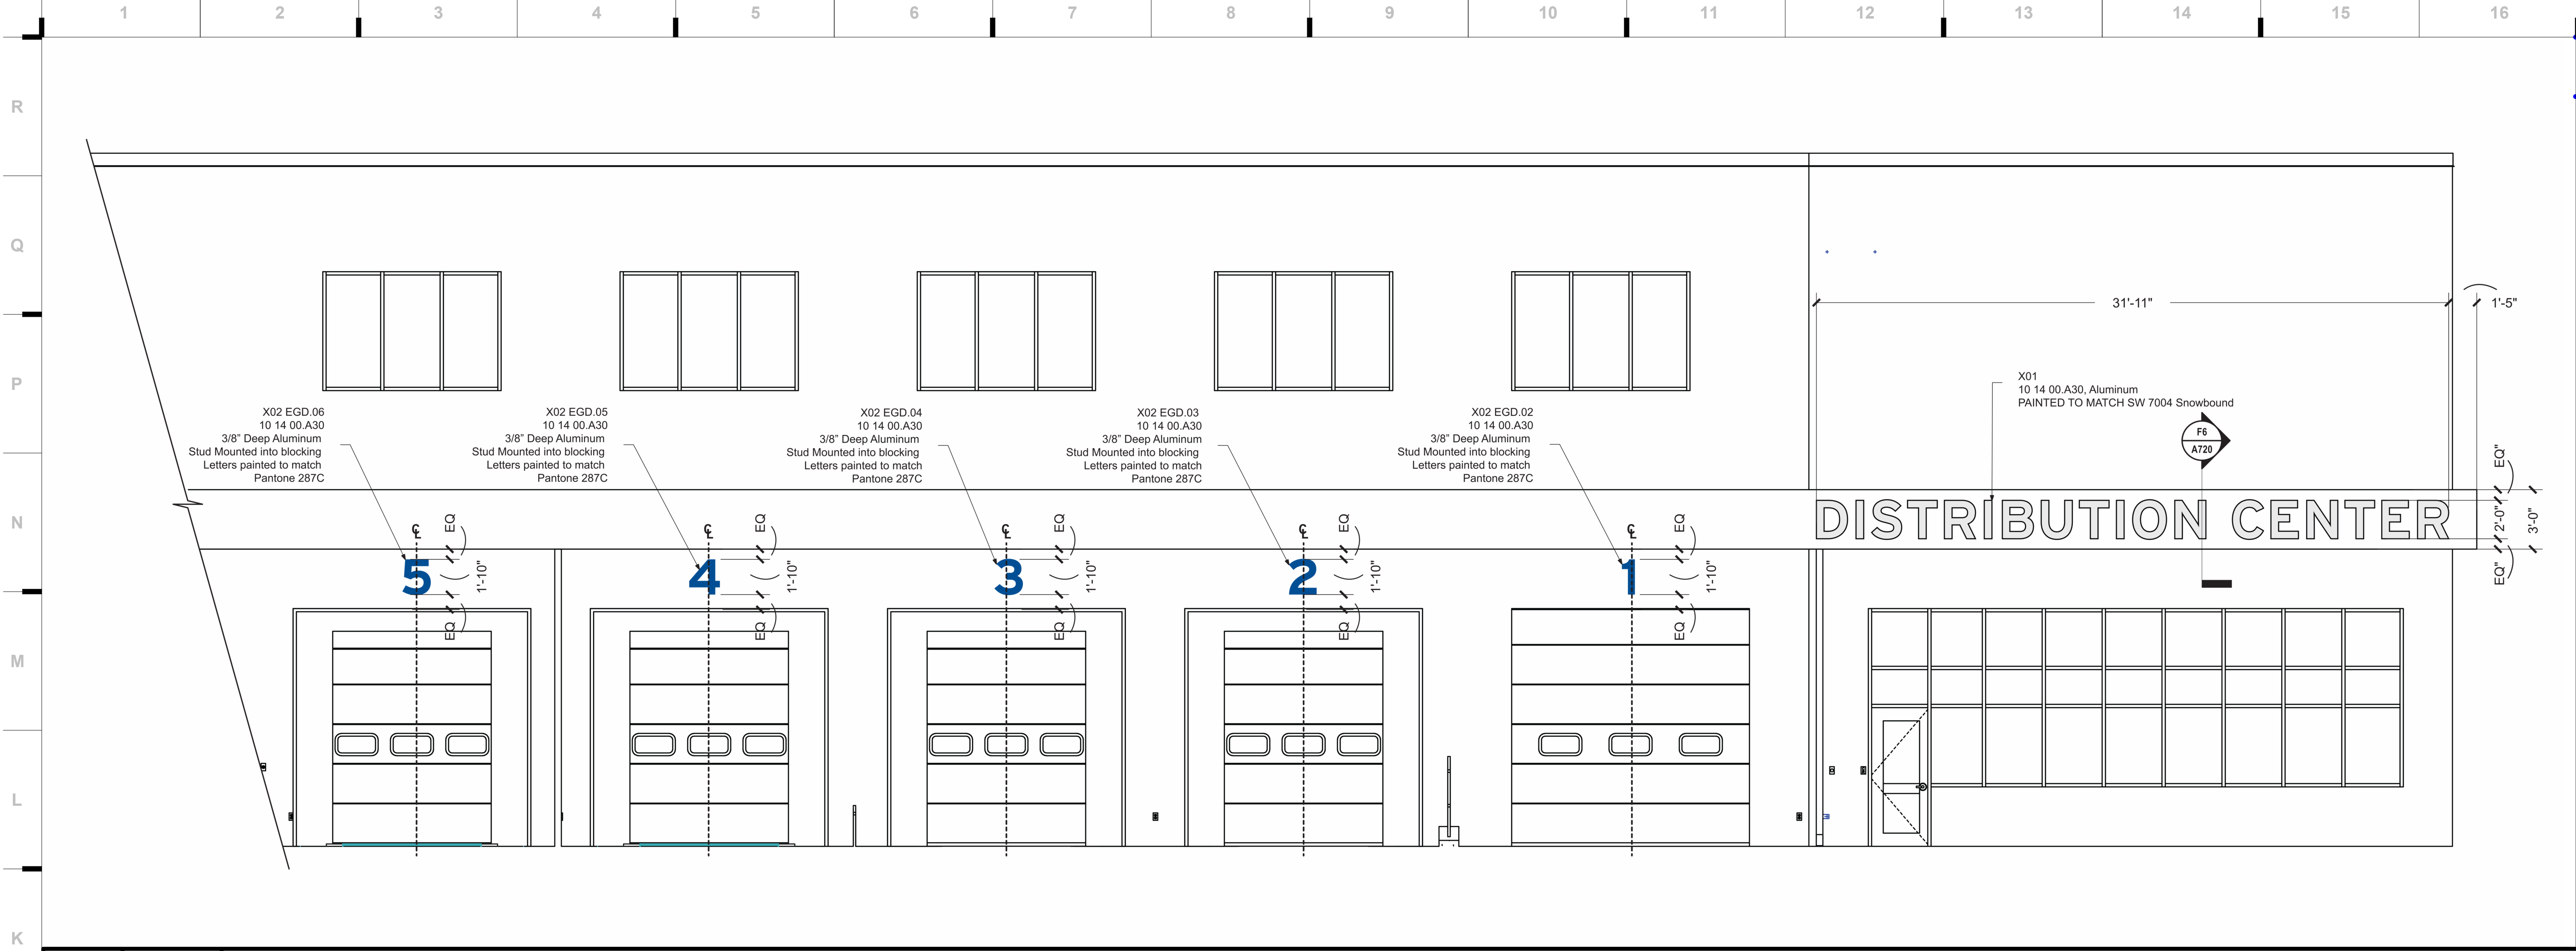 1 2 3 4 5 6 7 8 9 10 11 12 13 14 15 16
R
Q
P
N
M
L
K
31'-11"
1'-5"
X01
10 14 00.A30, Aluminum
PAINTED TO MATCH SW 7004 Snowbound
F6
A720
X02 EGD.06
10 14 00.A30
3/8" Deep Aluminum
Stud Mounted into blocking
Letters painted to match
Pantone 287C
X02 EGD.05
10 14 00.A30
3/8" Deep Aluminum
Stud Mounted into blocking
Letters painted to match
Pantone 287C
X02 EGD.04
10 14 00.A30
3/8" Deep Aluminum
Stud Mounted into blocking
Letters painted to match
Pantone 287C
X02 EGD.03
10 14 00.A30
3/8" Deep Aluminum
Stud Mounted into blocking
Letters painted to match
Pantone 287C
X02 EGD.02
10 14 00.A30
3/8" Deep Aluminum
Stud Mounted into blocking
Letters painted to match
Pantone 287C
DISTRIBUTION CENTER
EQ"
2'-0"
3'-0"
EQ"
℄
EQ
5
1'-10"
EQ
℄
EQ
4
1'-10"
EQ
℄
EQ
3
1'-10"
EQ
℄
EQ
2
1'-10"
EQ
℄
EQ
1
1'-10"
EQ